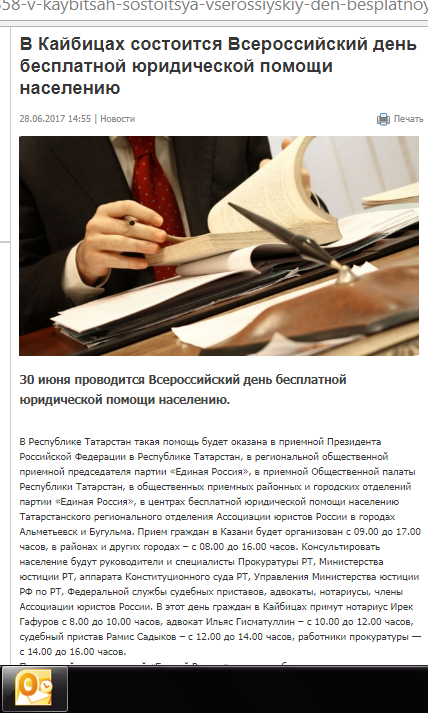 58-v-kaybitsah-sostoitsya-vserossiyskiy-den-besplatnoy
В Кайбицах состоится Всероссийский день
бесплатной юридической помощи
населению
28.06.2017 14:55 | Новости
Печать
30 июня проводится Всероссийский день бесплатной
юридической помощи населению.
В Республике Татарстан такая помощь будет оказана в приемной Президента
Российской Федерации в Республике Татарстан, в региональной общественной
приемной председателя партии «Единая Россия», в приемной Общественной палаты
Республики Татарстан, в общественных приемных районных и городских отделений
партии «Единая Россия», в центрах бесплатной юридической помощи населению
Татарстанского регионального отделения Ассоциации юристов России в городах
Альметьевск и Бугульма. Прием граждан в Казани будет организован с 09.00 до 17.00
часов, в районах и других городах – с 08.00 до 16.00 часов. Консультировать
население будут руководители и специалисты Прокуратуры РТ, Министерства
юстиции РТ, аппарата Конституционного суда РТ, Управления Министерства юстиции
РФ по РТ, Федеральной службы судебных приставов, адвокаты, нотариусы, члены
Ассоциации юристов России. В этот день граждан в Кайбицах примут нотариус Ирек
Гафуров с 8.00 до 10.00 часов, адвокат Ильяс Гисматуллин – с 10.00 до 12.00 часов,
судебный пристав Рамис Садыков – с 12.00 до 14.00 часов, работники прокуратуры —
с 14.00 до 16.00 часов.